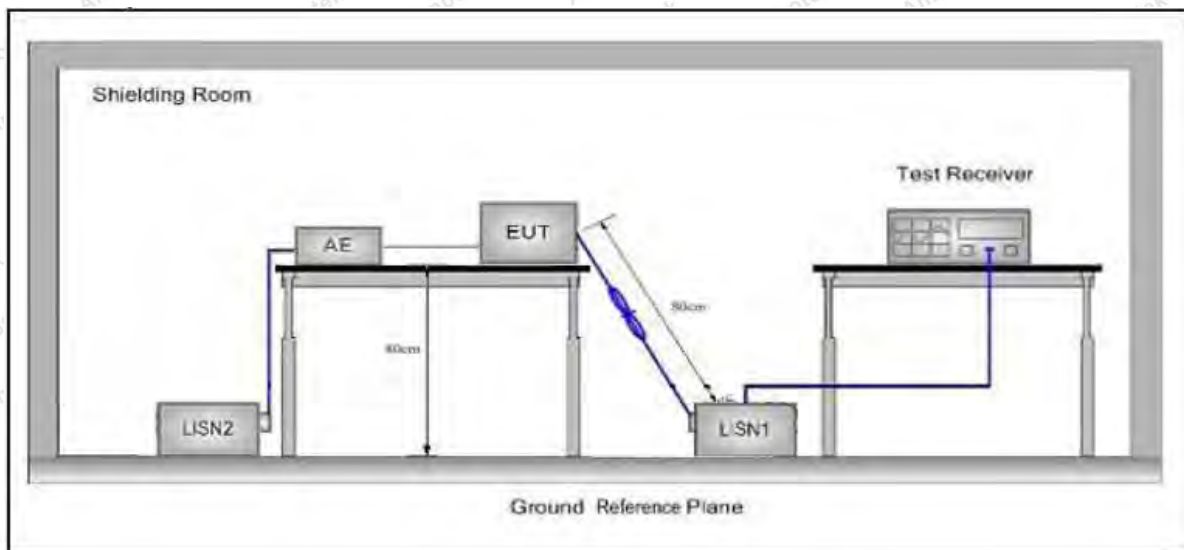 Shielding Room
Test Receiver
AE
EUT
80cm
80cm
LISN2
LISN1
Ground Reference Plane